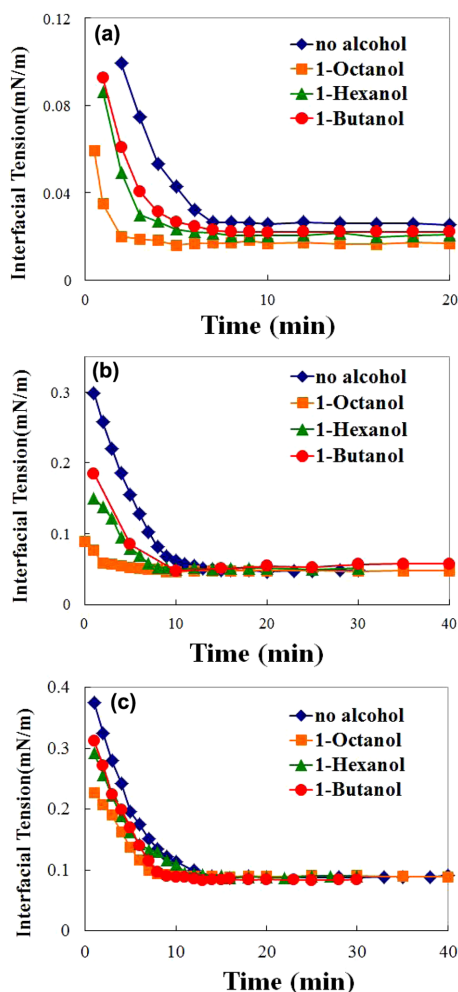 (a)
no alcohol
1-Octanol
1-Hexanol
1-Butanol
Interfacial Tension(mN/m)
0.12
0.08
0.04
0
0 10 20
Time (min)
(b)
no alcohol
1-Octanol
1-Hexanol
1-Butanol
Interfacial Tension(mN/m)
0.3
0.2
0.1
0
0 10 20 30 40
Time (min)
(c)
no alcohol
1-Octanol
1-Hexanol
1-Butanol
Interfacial Tension(mN/m)
0.4
0.3
0.2
0.1
0
0 10 20 30 40
Time (min)